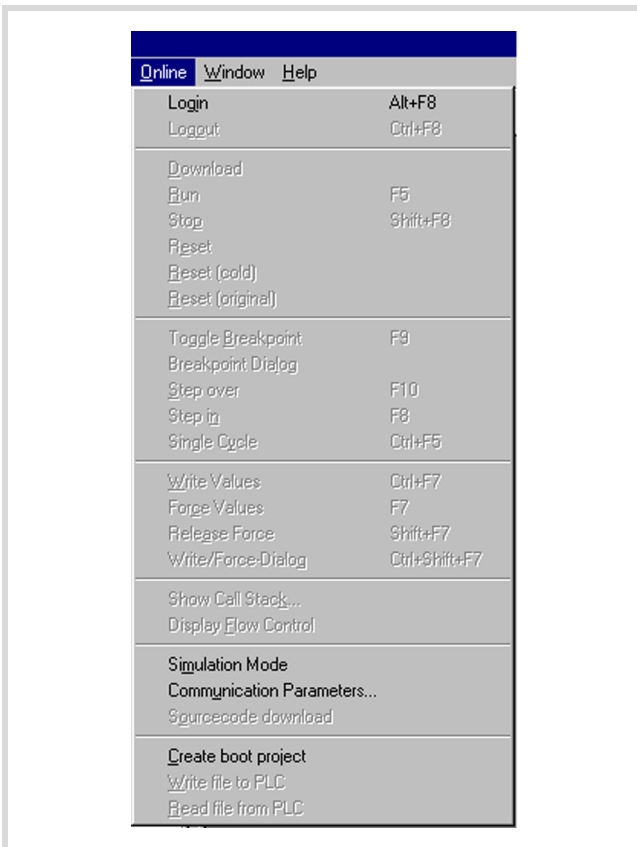 Online Window Help
Login Alt+F8
Logout Ctrl+F8
Download
Run F5
Stop Shift+F8
Reset
Reset (cold)
Reset (original)
Toggle Breakpoint F9
Breakpoint Dialog
Step over F10
Step in F8
Single Cycle Ctrl+F5
Write Values Ctrl+F7
Force Values F7
Release Force Shift+F7
Write/Force-Dialog Ctrl+Shift+F7
Show Call Stack...
Display Flow Control
Simulation Mode
Communication Parameters...
Sourcecode download
Create boot project
Write file to PLC
Read file from PLC